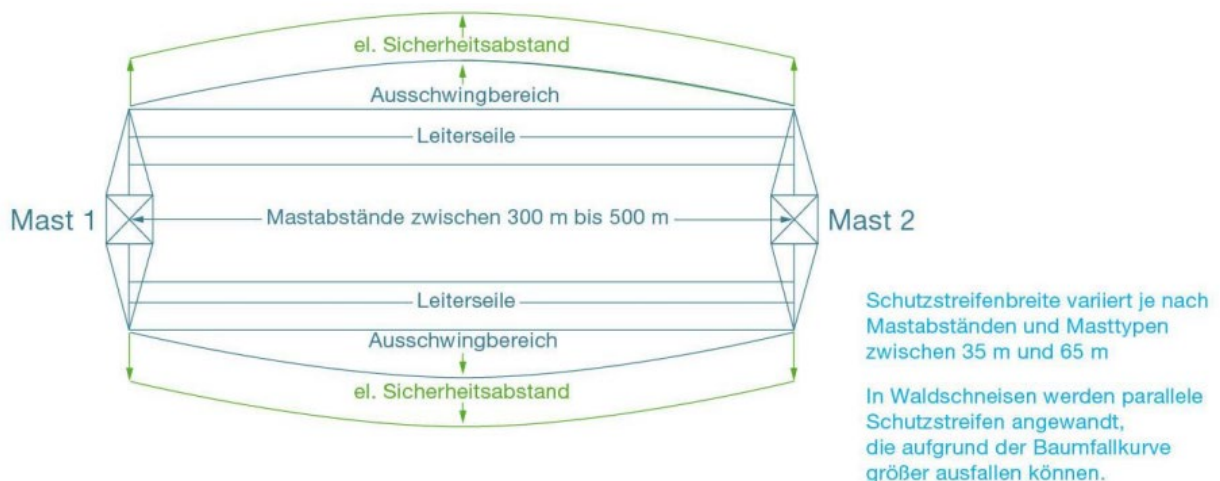 el. Sicherheitsabstand
Ausschwingbereich
Leiterseile
Mast 1
Mastabstände zwischen 300 m bis 500 m
Mast 2
Leiterseile
Ausschwingbereich
el. Sicherheitsabstand
Schutzstreifenbreite variiert je nach
Mastabständen und Masttypen
zwischen 35 m und 65 m
In Waldschneisen werden parallele
Schutzstreifen angewandt,
die aufgrund der Baumfallkurve
größer ausfallen können.